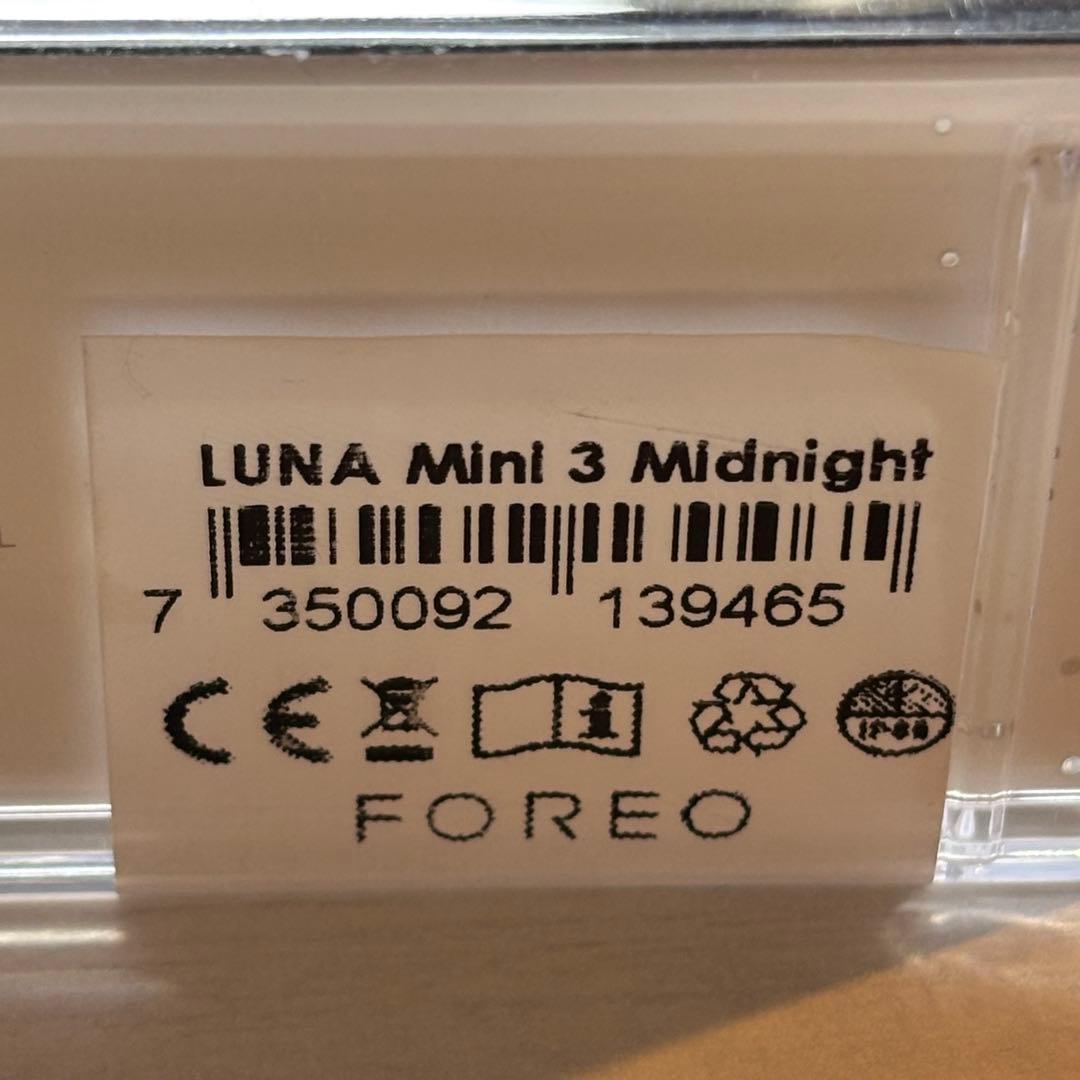 LUNA Mini 3 Midnight
7 350092 139465
CE
FOREO